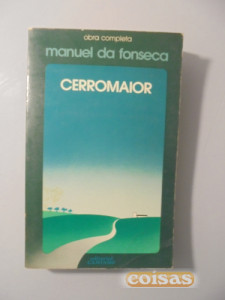 obra completa
manuel da fonseca
CERROMAIOR
coisas